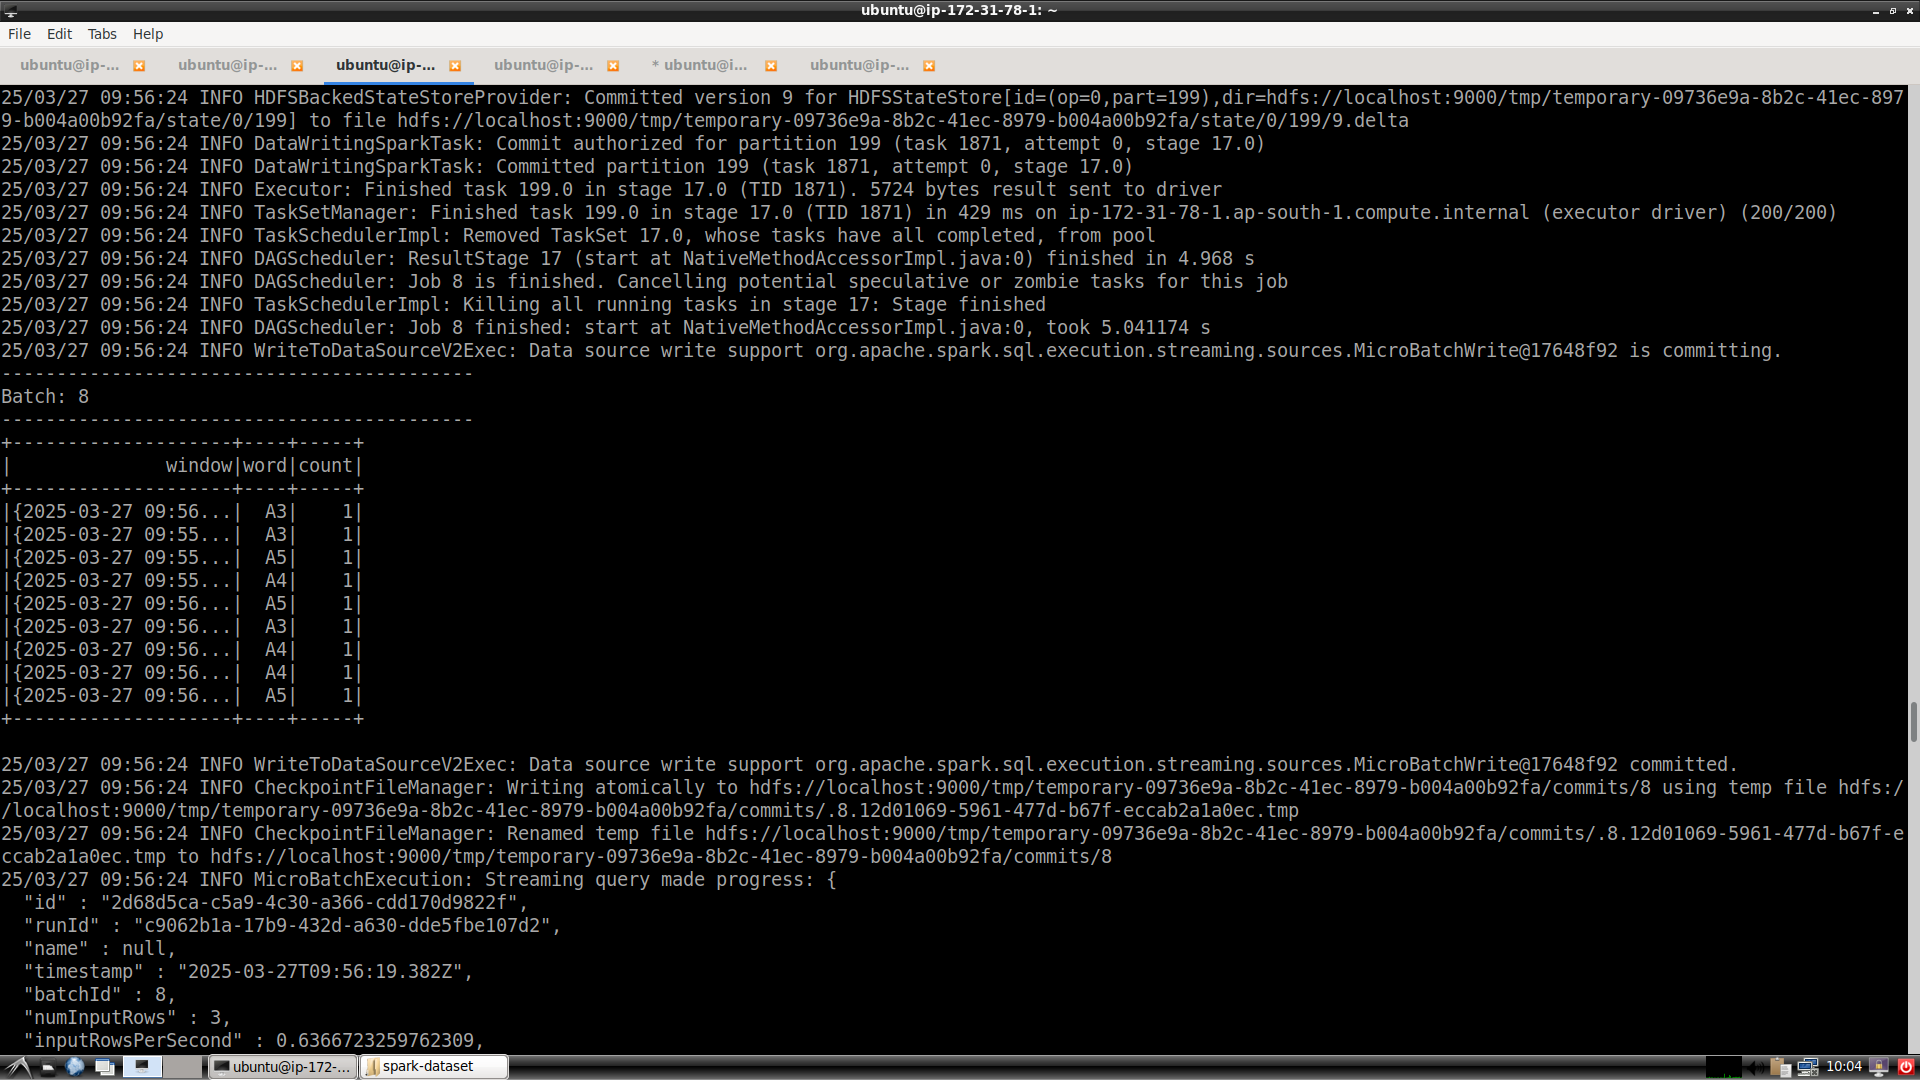 ubuntu@ip-172-31-78-1: ~
File Edit Tabs Help
ubuntu@ip-... ubuntu@ip-... ubuntu@ip-... ubuntu@ip-... * ubuntu@i... ubuntu@ip-...
25/03/27 09:56:24 INFO HDFSBackedStateStoreProvider: Committed version 9 for HDFSStateStore[id=(op=0,part=199),dir=hdfs://localhost:9000/tmp/temporary-09736e9a-8b2c-41ec-897
9-b004a00b92fa/state/0/199] to file hdfs://localhost:9000/tmp/temporary-09736e9a-8b2c-41ec-8979-b004a00b92fa/state/0/199/9.delta
25/03/27 09:56:24 INFO DataWritingSparkTask: Commit authorized for partition 199 (task 1871, attempt 0, stage 17.0)
25/03/27 09:56:24 INFO DataWritingSparkTask: Committed partition 199 (task 1871, attempt 0, stage 17.0)
25/03/27 09:56:24 INFO Executor: Finished task 199.0 in stage 17.0 (TID 1871). 5724 bytes result sent to driver
25/03/27 09:56:24 INFO TaskSetManager: Finished task 199.0 in stage 17.0 (TID 1871) in 429 ms on ip-172-31-78-1.ap-south-1.compute.internal (executor driver) (200/200)
25/03/27 09:56:24 INFO TaskSchedulerImpl: Removed TaskSet 17.0, whose tasks have all completed, from pool
25/03/27 09:56:24 INFO DAGScheduler: ResultStage 17 (start at NativeMethodAccessorImpl.java:0) finished in 4.968 s
25/03/27 09:56:24 INFO DAGScheduler: Job 8 is finished. Cancelling potential speculative or zombie tasks for this job
25/03/27 09:56:24 INFO TaskSchedulerImpl: Killing all running tasks in stage 17: Stage finished
25/03/27 09:56:24 INFO DAGScheduler: Job 8 finished: start at NativeMethodAccessorImpl.java:0, took 5.041174 s
25/03/27 09:56:24 INFO WriteToDataSourceV2Exec: Data source write support org.apache.spark.sql.execution.streaming.sources.MicroBatchWrite@17648f92 is committing.
-------------------------------------------
Batch: 8
-------------------------------------------
+--------------------+----+-----+
|              window|word|count|
+--------------------+----+-----+
|{2025-03-27 09:56...|  A3|    1|
|{2025-03-27 09:55...|  A3|    1|
|{2025-03-27 09:55...|  A5|    1|
|{2025-03-27 09:55...|  A4|    1|
|{2025-03-27 09:56...|  A5|    1|
|{2025-03-27 09:56...|  A3|    1|
|{2025-03-27 09:56...|  A4|    1|
|{2025-03-27 09:56...|  A4|    1|
|{2025-03-27 09:56...|  A5|    1|
+--------------------+----+-----+
25/03/27 09:56:24 INFO WriteToDataSourceV2Exec: Data source write support org.apache.spark.sql.execution.streaming.sources.MicroBatchWrite@17648f92 committed.
25/03/27 09:56:24 INFO CheckpointFileManager: Writing atomically to hdfs://localhost:9000/tmp/temporary-09736e9a-8b2c-41ec-8979-b004a00b92fa/commits/8 using temp file hdfs:/
/localhost:9000/tmp/temporary-09736e9a-8b2c-41ec-8979-b004a00b92fa/commits/.8.12d01069-5961-477d-b67f-eccab2a1a0ec.tmp
25/03/27 09:56:24 INFO CheckpointFileManager: Renamed temp file hdfs://localhost:9000/tmp/temporary-09736e9a-8b2c-41ec-8979-b004a00b92fa/commits/.8.12d01069-5961-477d-b67f-e
ccab2a1a0ec.tmp to hdfs://localhost:9000/tmp/temporary-09736e9a-8b2c-41ec-8979-b004a00b92fa/commits/8
25/03/27 09:56:24 INFO MicroBatchExecution: Streaming query made progress: {
  "id" : "2d68d5ca-c5a9-4c30-a366-cdd170d9822f",
  "runId" : "c9062b1a-17b9-432d-a630-dde5fbe107d2",
  "name" : null,
  "timestamp" : "2025-03-27T09:56:19.382Z",
  "batchId" : 8,
  "numInputRows" : 3,
  "inputRowsPerSecond" : 0.6366723259762309,
ubuntu@ip-172-... spark-dataset 10:04